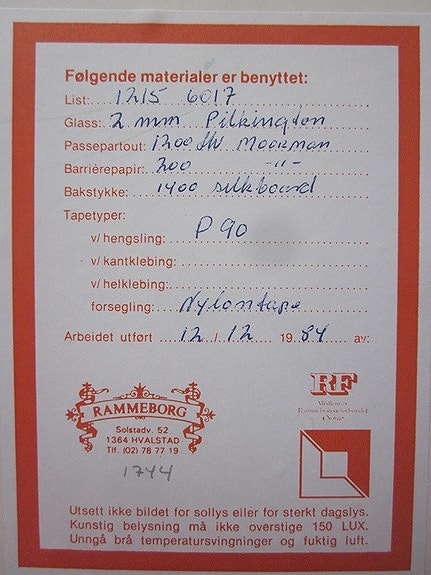 Følgende materialer er benyttet:
List: 1215 6017
Glass: 2 mm Pilkington
Passepartout: 1200 Moorman
Barrièrepapir: 200 -"-
Bakstykke: 1400 silkboard
Tapetyper:
v/hengsling: P 90
v/kantklebing:
v/helklebing:
forsegling: Nylontape
Arbeidet utført 12/12 1984 av:
RF
RAMMEBORG
Solstadv. 52
1364 HVALSTAD
Tlf. (02) 78 77 19
1744
Utsett ikke bildet for sollys eller for sterkt dagslys.
Kunstig belysning må ikke overstige 150 LUX.
Unngå brå temperatursvingninger og fuktig luft.